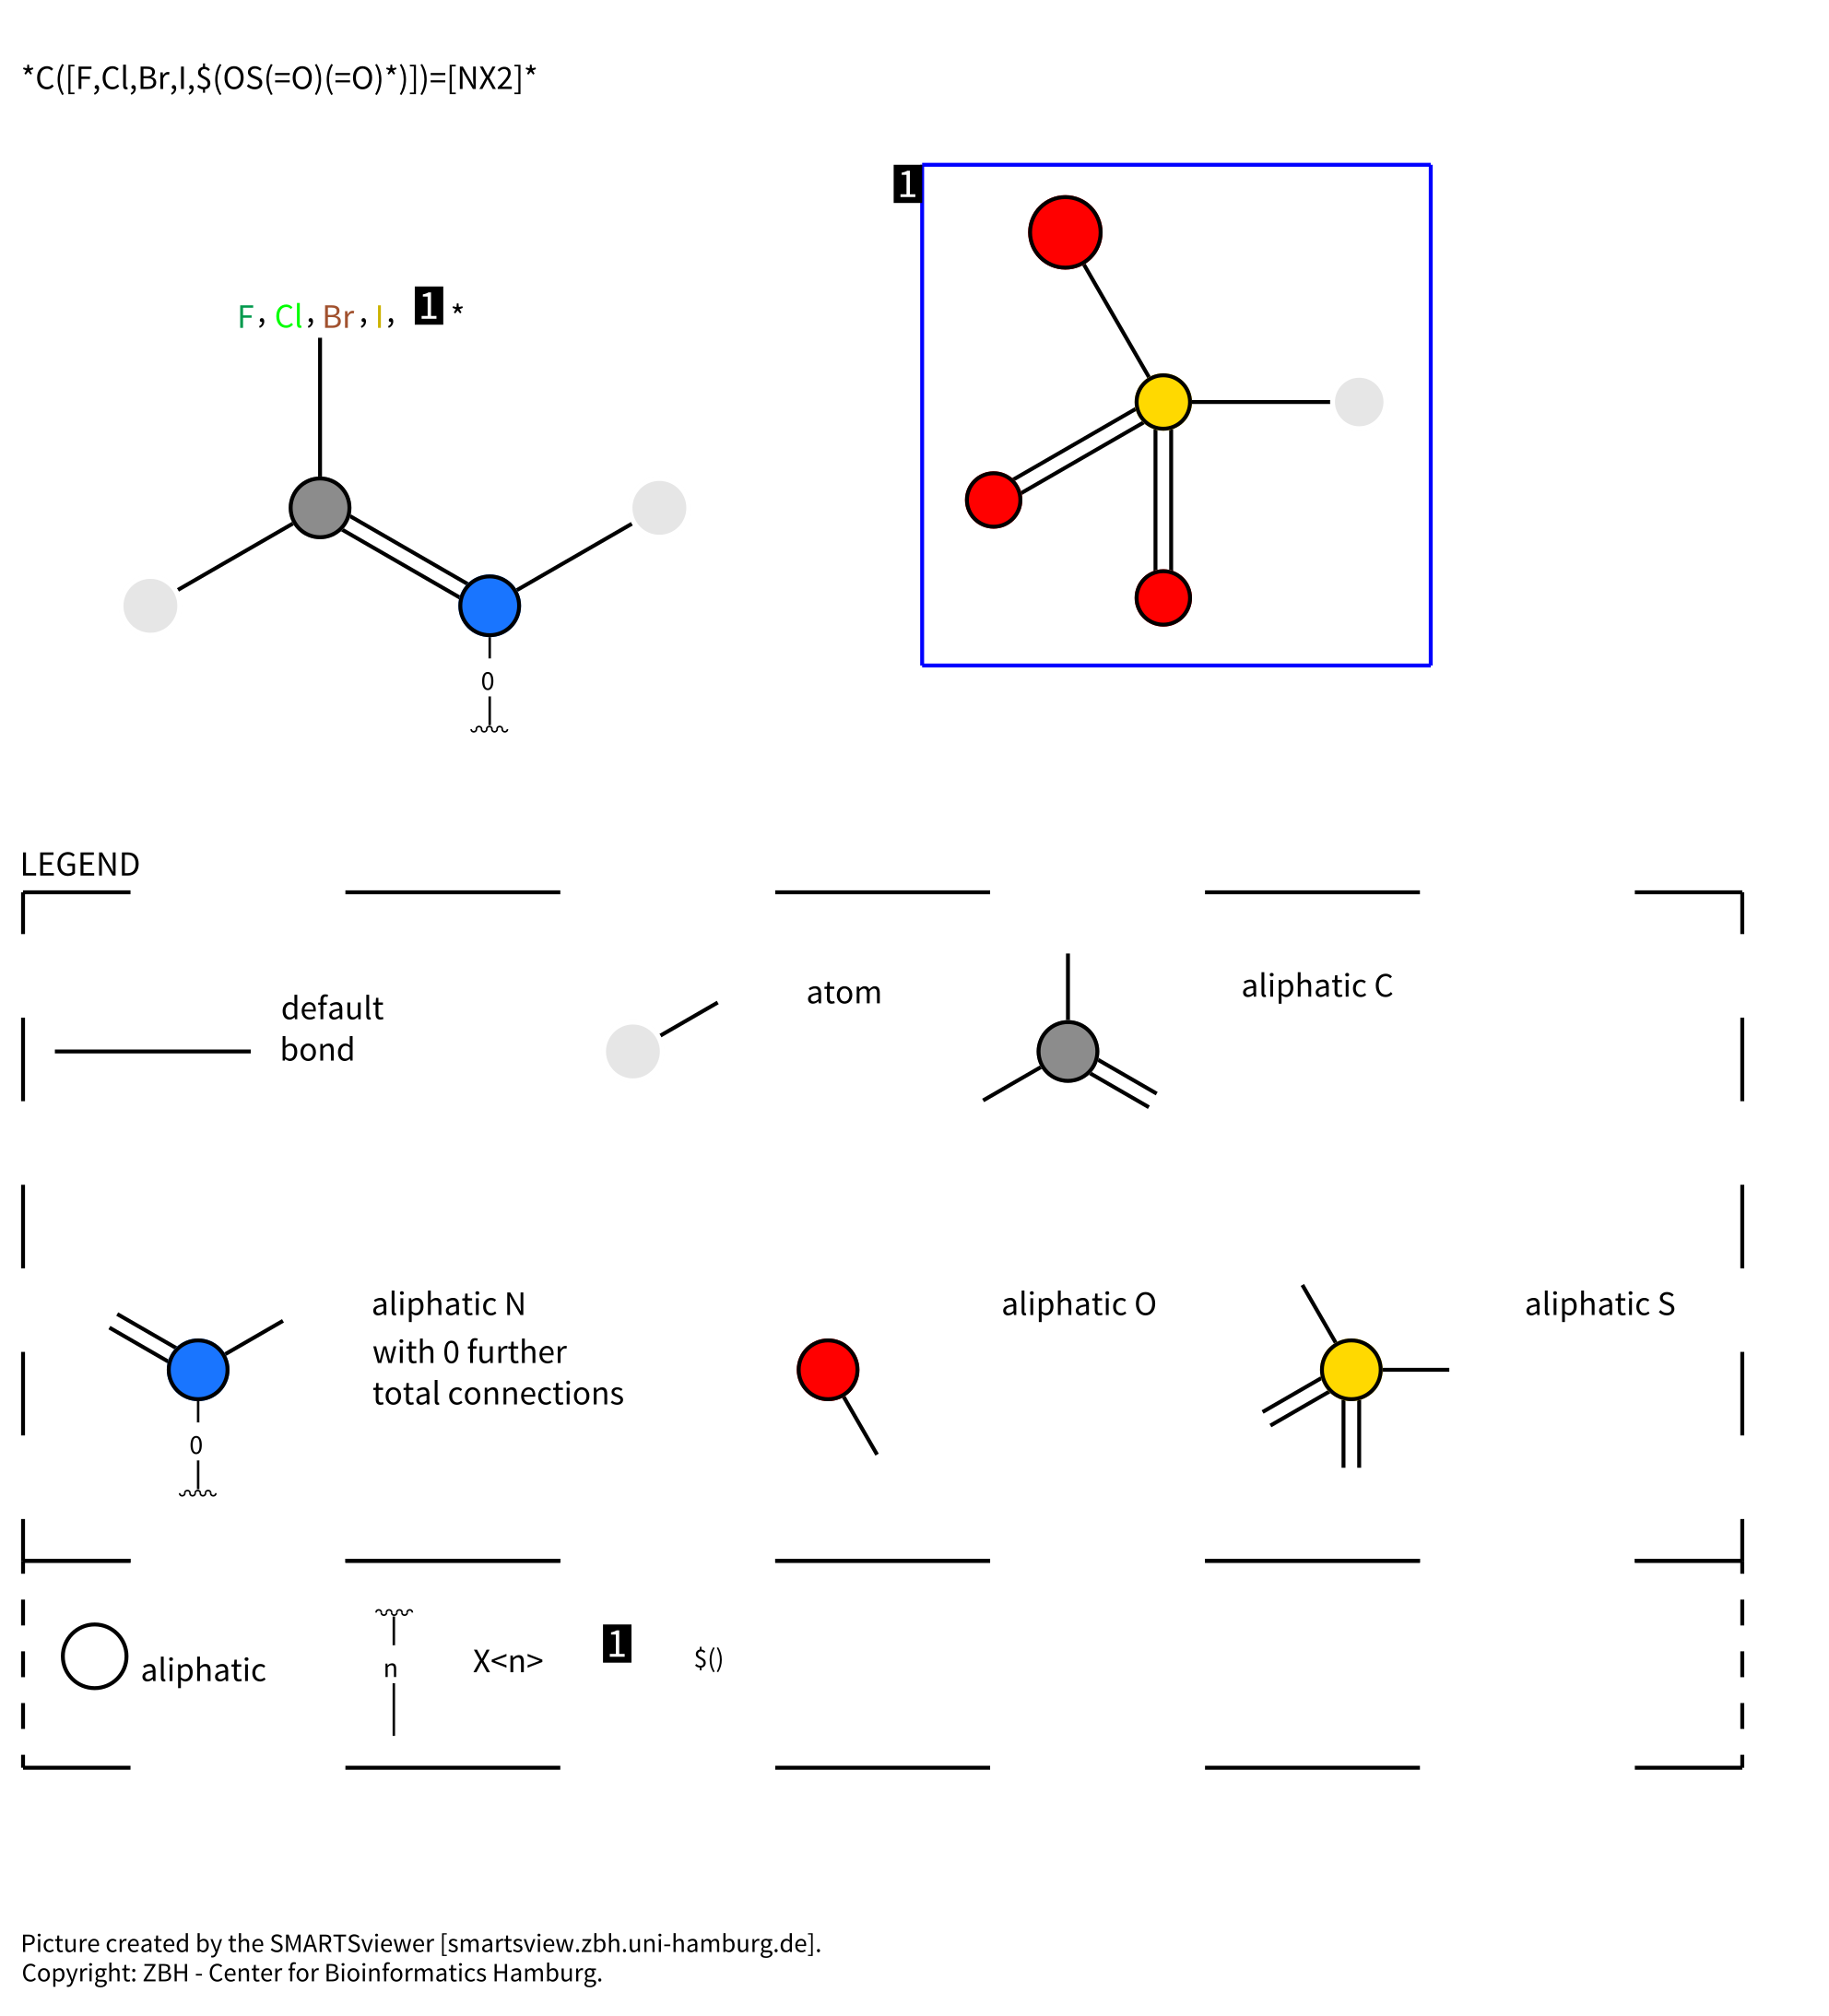 *C([F,Cl,Br,I,$(OS(=O)(=O)*)])=[NX2]*
1
F, Cl, Br, I, 1 *
0
LEGEND
default
bond
atom
aliphatic C
aliphatic N
with 0 further
total connections
aliphatic O
aliphatic S
0
aliphatic
n
X<n>
1
$()
Picture created by the SMARTSviewer [smartsview.zbh.uni-hamburg.de].
Copyright: ZBH - Center for Bioinformatics Hamburg.